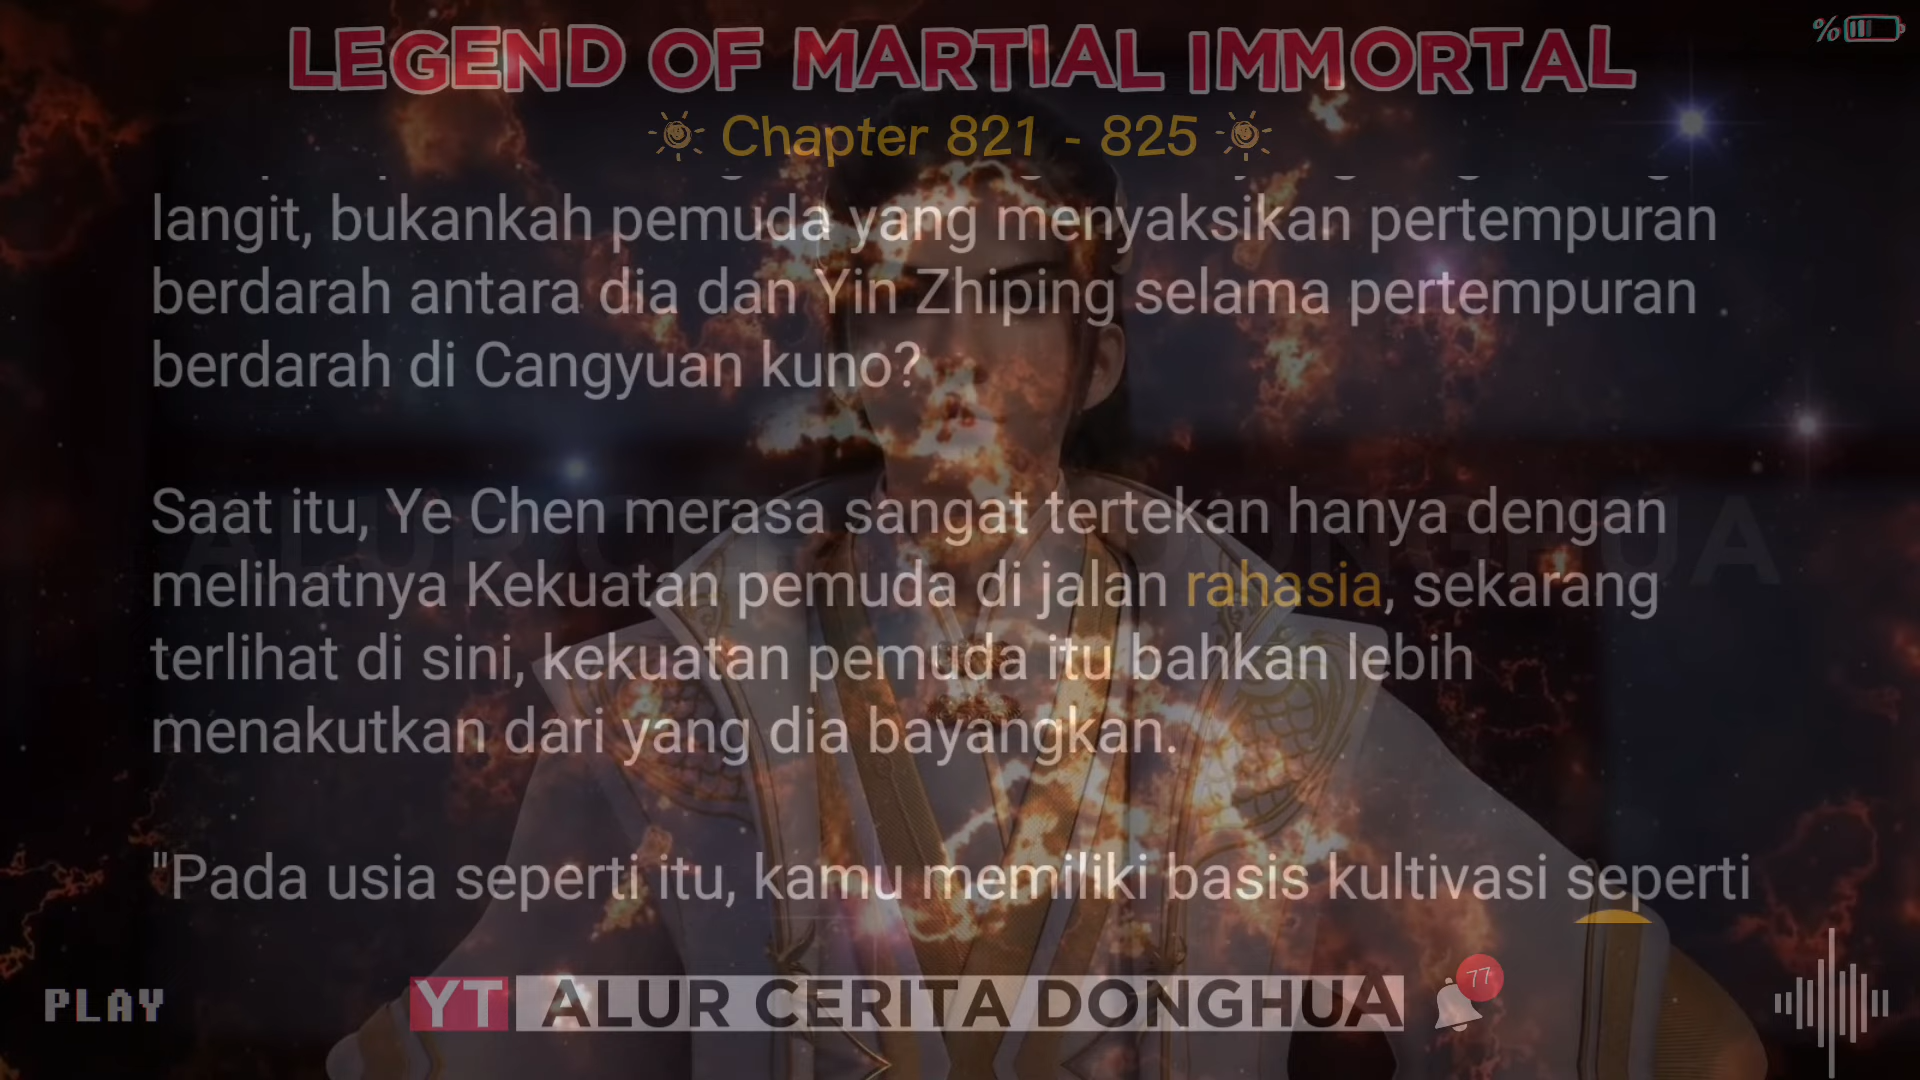 LEGEND OF MARTIAL IMMORTAL
%
Chapter 821 - 825
langit, bukankah pemuda yang menyaksikan pertempuran
berdarah antara dia dan Yin Zhiping selama pertempuran
berdarah di Cangyuan kuno?
Saat itu, Ye Chen merasa sangat tertekan hanya dengan
melihatnya Kekuatan pemuda di jalan rahasia, sekarang
terlihat di sini, kekuatan pemuda itu bahkan lebih
menakutkan dari yang dia bayangkan.
"Pada usia seperti itu, kamu memiliki basis kultivasi seperti
PLAY
YT ALUR CERITA DONGHUA
77